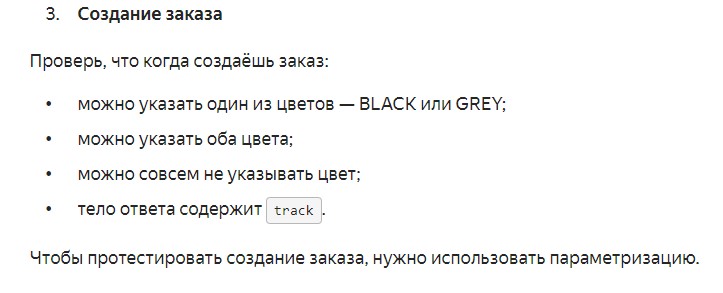 3. Создание заказа
Проверь, что когда создаёшь заказ:
• можно указать один из цветов — BLACK или GREY;
• можно указать оба цвета;
• можно совсем не указывать цвет;
• тело ответа содержит track.
Чтобы протестировать создание заказа, нужно использовать параметризацию.